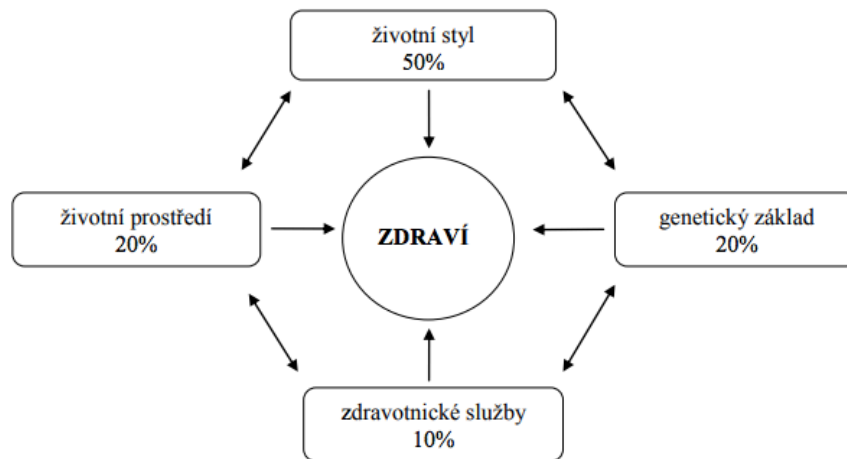 životní styl
50%
životní prostředí
20%
ZDRAVÍ
genetický základ
20%
zdravotnické služby
10%